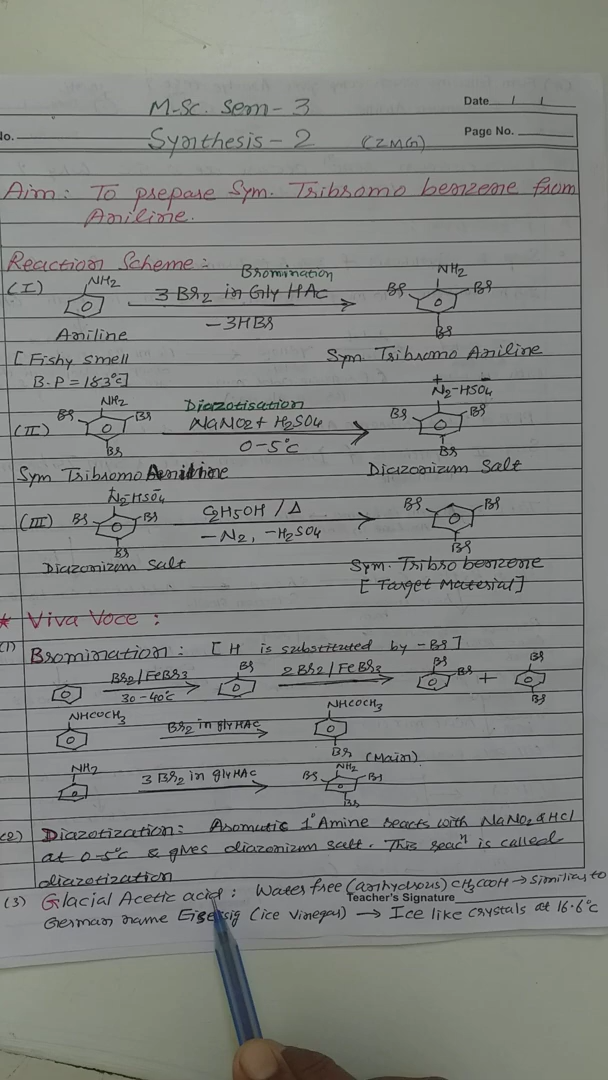 M.Sc. Sem-3
Date / /
No.
Synthesis-2 (ZMG)
Page No.
Aim: To prepare Sym. Tribromo benzene from
Aniline.
Reaction Scheme:
(I) NH2 Bromination NH2
3 Br2 in Gly HAc Br Br
-3HBr Br
Aniline Sym. Tribromo Aniline
[Fishy smell
B.P = 183°C]
NH2 Diazotisation + N2-HSO4 -
(II) Br Br NaNO2 + H2SO4 Br Br
Br 0-5°C Br
Sym Tribromo Aniline Diazonium Salt
+ N2-HSO4 -
(III) Br Br C2H5OH / Δ Br Br
Br -N2, -H2SO4 Br
Diazonium Salt Sym. Tribro benzene
[Target Material]
* Viva Voce:
(1) Bromination: [H is substituted by -Br]
Br2/FeBr3 Br 2Br2/FeBr3 Br Br + Br
30-40°C Br
NHCOCH3 Br2 in gly HAc NHCOCH3
Br (Main)
NH2 3 Br2 in gly HAc NH2
Br Br
Br
(2) Diazotization: Aromatic 1° Amine reacts with NaNO2 & HCl
at 0-5°C & gives diazonium salt. This reacⁿ is called
diazotization
(3) Glacial Acetic acid: Water free (anhydrous) CH3COOH → Similar to
Teacher's Signature
German name (ice vinegar) → Ice like crystals at 16.6°C